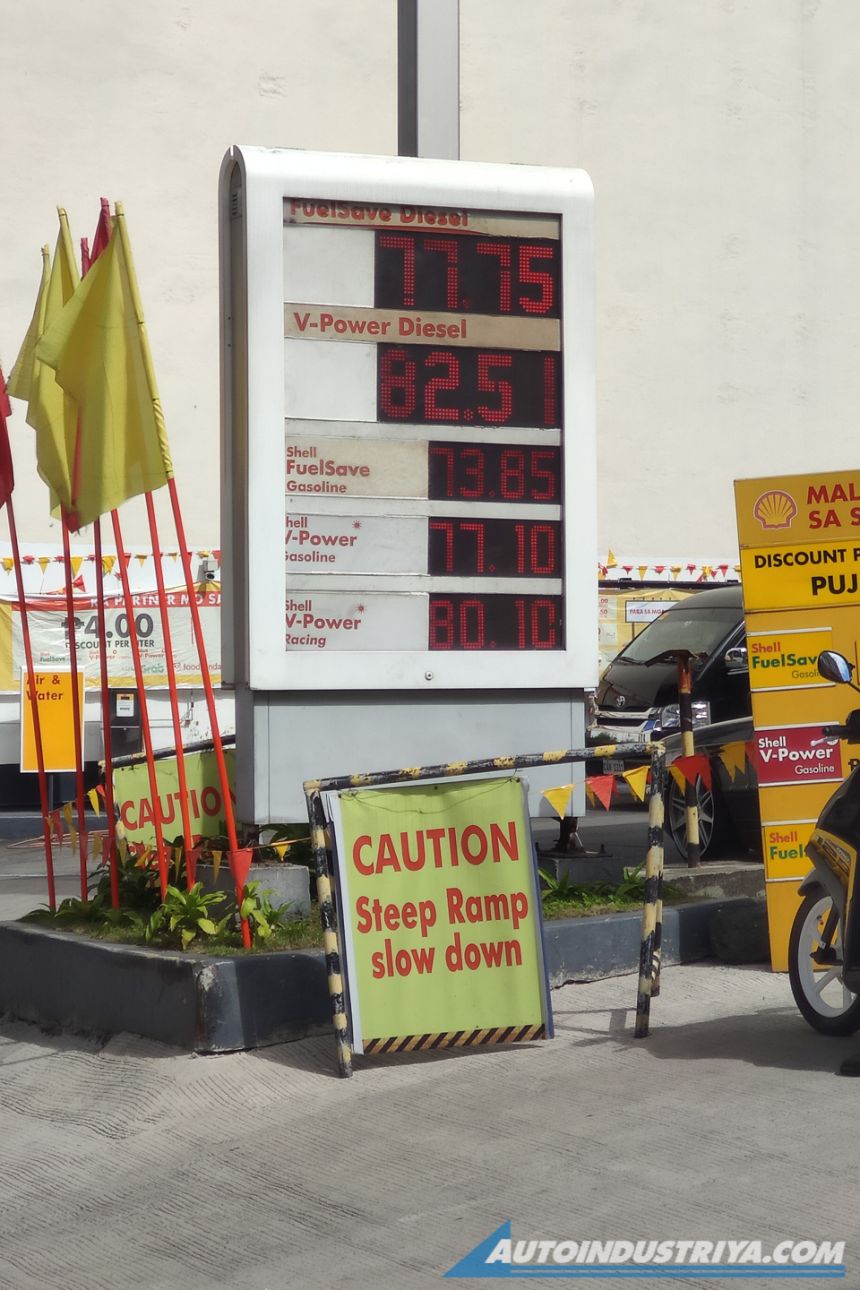 FuelSave Diesel
77.75
V-Power Diesel
82.51
Shell
FuelSave
Gasoline
73.85
hell
V-Power
Gasoline
77.10
Shell
V-Power
Racing
80.10
MAL
SA S
DISCOUNT P
PUJ
Shell
FuelSav
Gasoli
Shell
V-Power
Gasoline
Shell
Fuel
₱4.00
DISCOUNT PER LITER
Air &
Water
CAUTION
CAUTION
Steep Ramp
slow down
AUTOINDUSTRIYA.COM